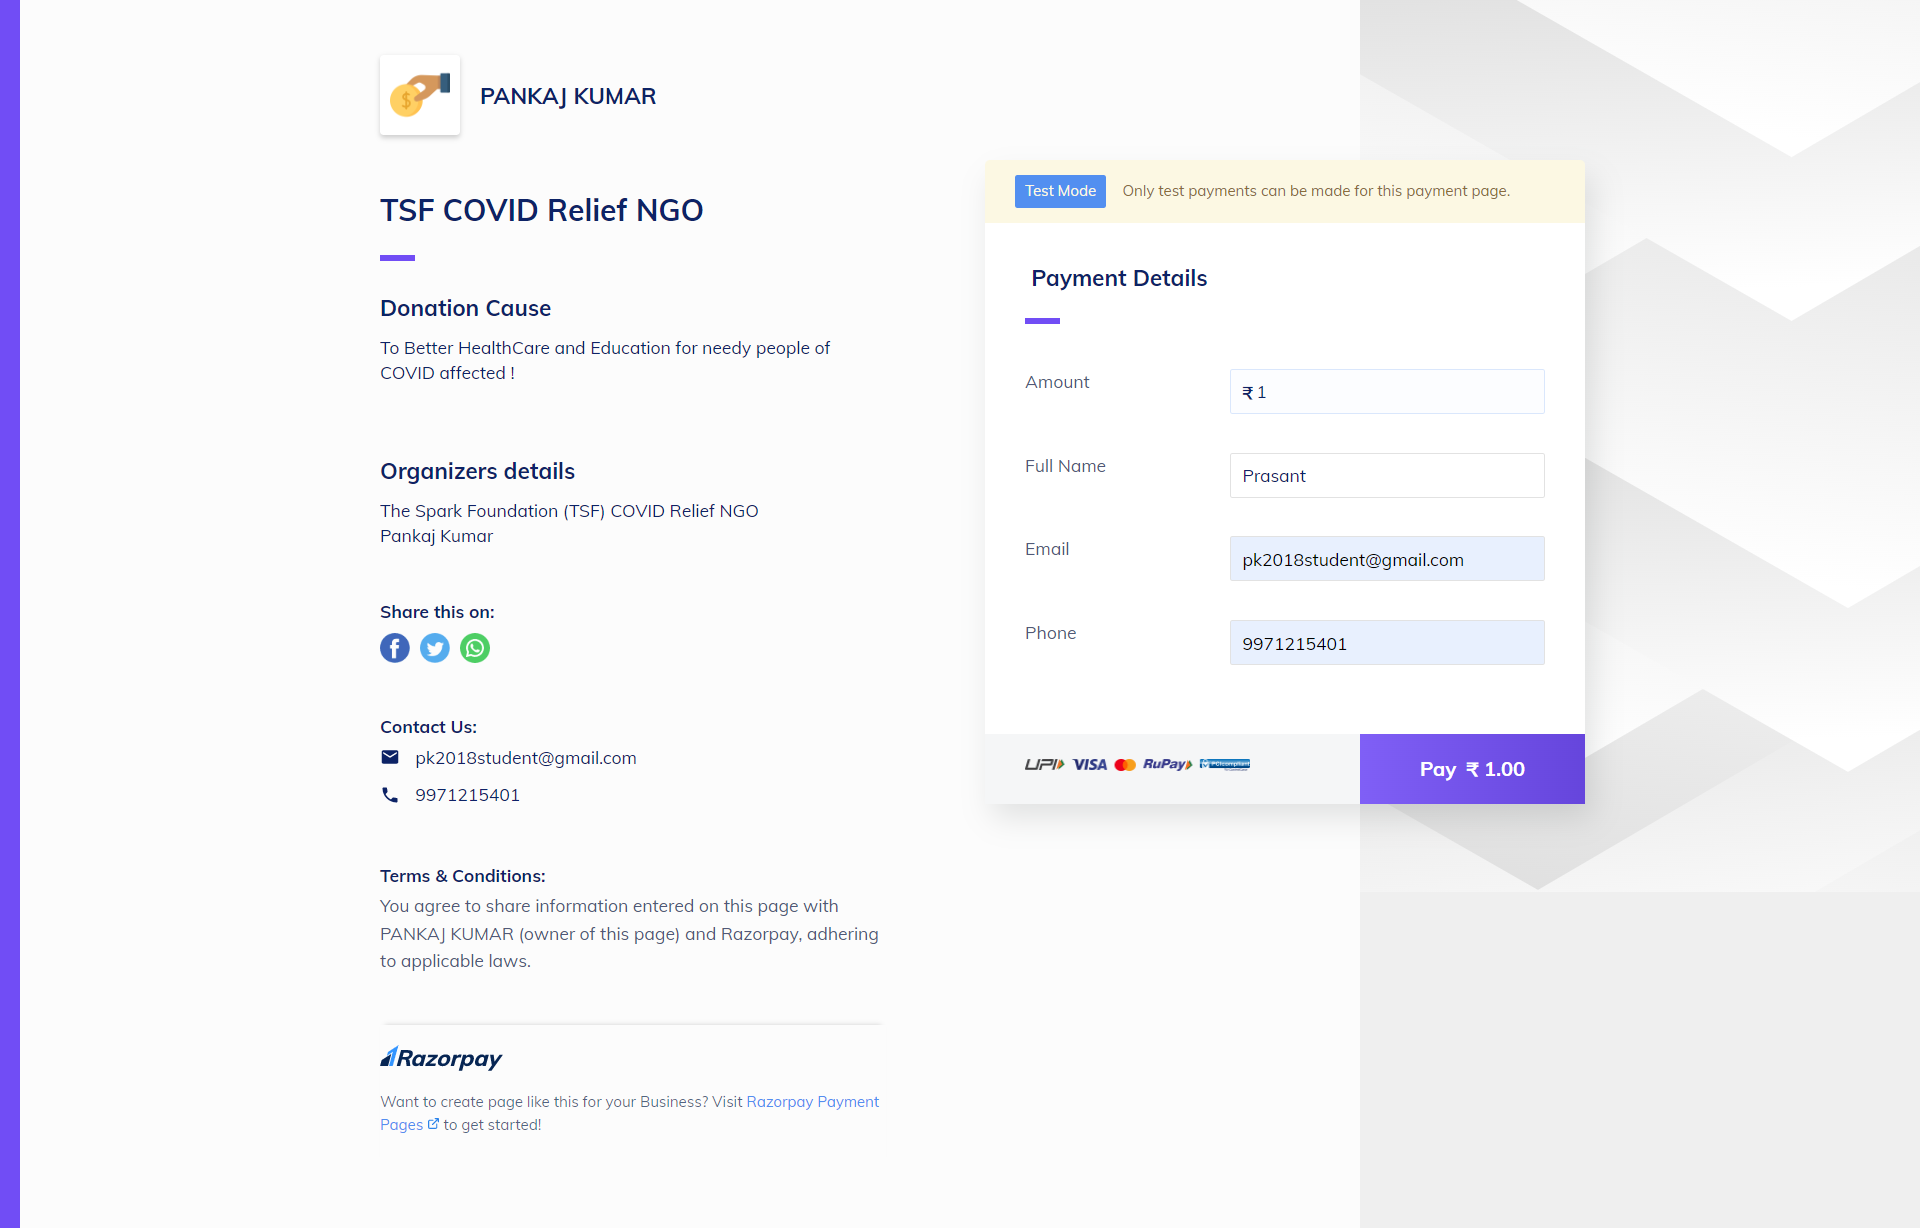 PANKAJ KUMAR
TSF COVID Relief NGO
Donation Cause
To Better HealthCare and Education for needy people of
COVID affected !
Organizers details
The Spark Foundation (TSF) COVID Relief NGO
Pankaj Kumar
Share this on:
Contact Us:
pk2018student@gmail.com
9971215401
Terms & Conditions:
You agree to share information entered on this page with
PANKAJ KUMAR (owner of this page) and Razorpay, adhering
to applicable laws.
Razorpay
Want to create page like this for your Business? Visit Razorpay Payment
Pages to get started!
Test Mode Only test payments can be made for this payment page.
Payment Details
Amount ₹ 1
Full Name Prasant
Email pk2018student@gmail.com
Phone 9971215401
UPI VISA RuPay PCI compliant
Pay ₹ 1.00